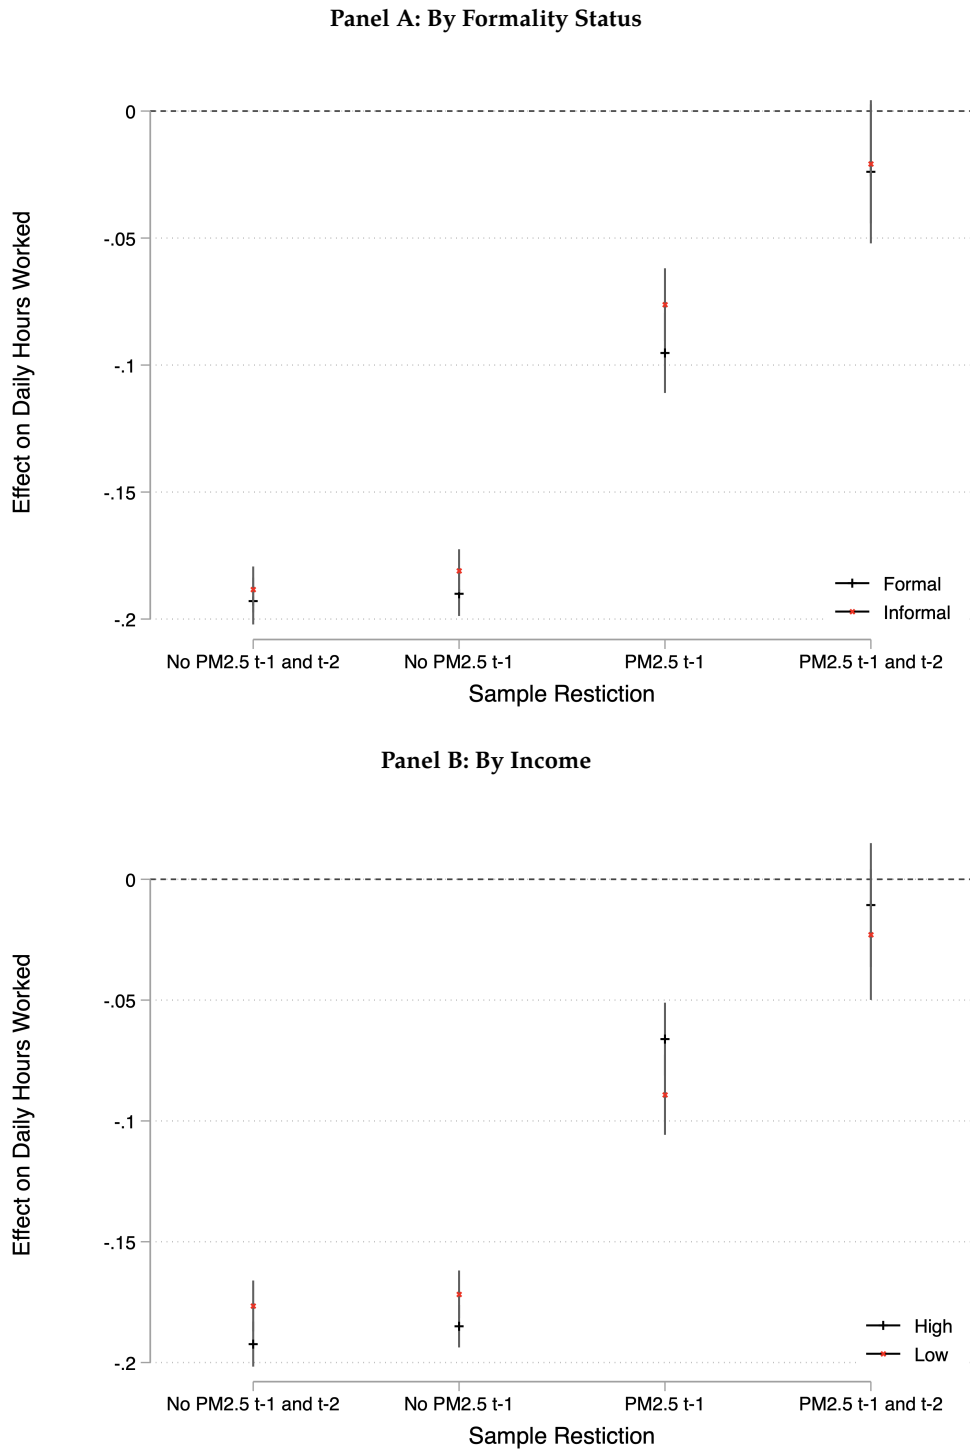 Panel A: By Formality Status
0
-.05
-.1
-.15
-.2
Effect on Daily Hours Worked
Formal
Informal
No PM2.5 t-1 and t-2
No PM2.5 t-1
PM2.5 t-1
PM2.5 t-1 and t-2
Sample Restiction
Panel B: By Income
0
-.05
-.1
-.15
-.2
Effect on Daily Hours Worked
High
Low
No PM2.5 t-1 and t-2
No PM2.5 t-1
PM2.5 t-1
PM2.5 t-1 and t-2
Sample Restiction